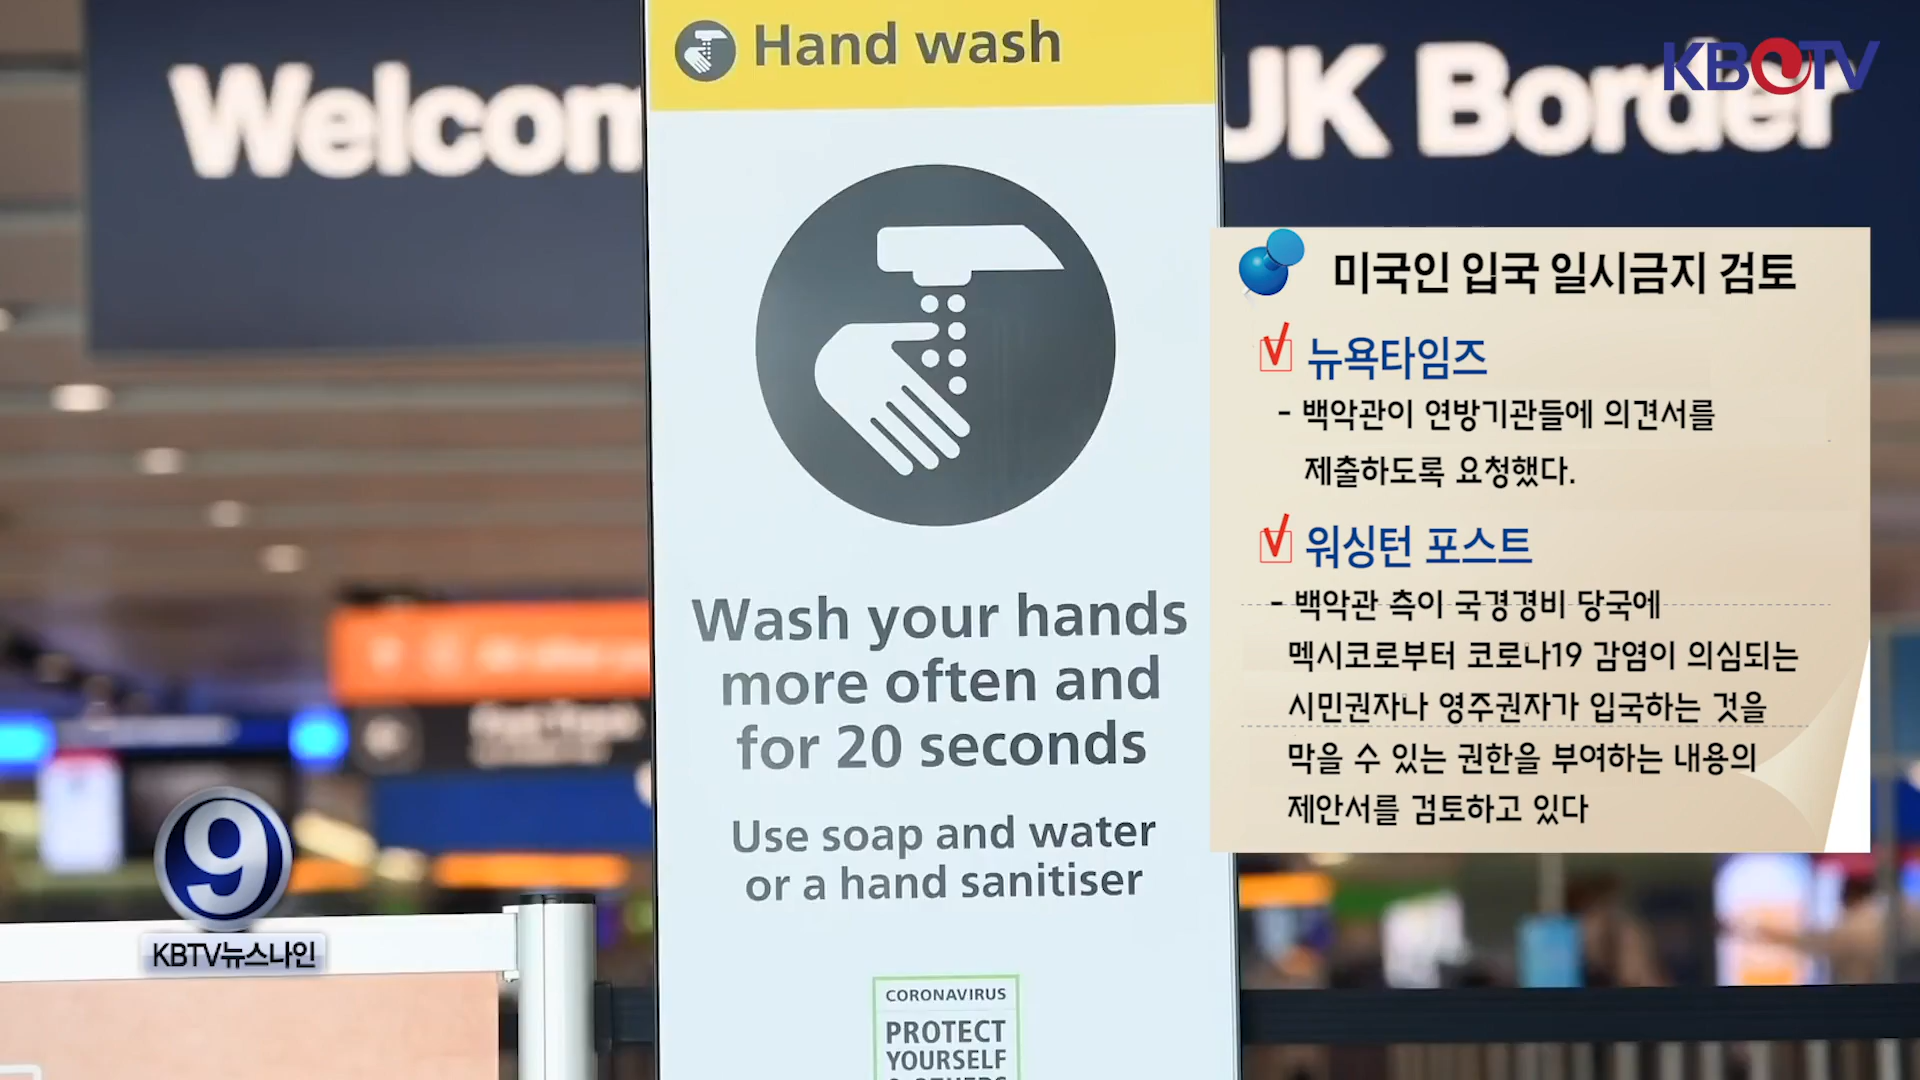 Hand wash
KBTV
Welcom
UK Border
미국인 입국 일시금지 검토
뉴욕타임즈
- 백악관이 연방기관들에 의견서를
제출하도록 요청했다.
워싱턴 포스트
- 백악관 측이 국경경비 당국에
멕시코로부터 코로나19 감염이 의심되는
시민권자나 영주권자가 입국하는 것을
막을 수 있는 권한을 부여하는 내용의
제안서를 검토하고 있다
Wash your hands
more often and
for 20 seconds
Use soap and water
or a hand sanitiser
9
KBTV뉴스나인
CORONAVIRUS
PROTECT
YOURSELF
& OTHERS